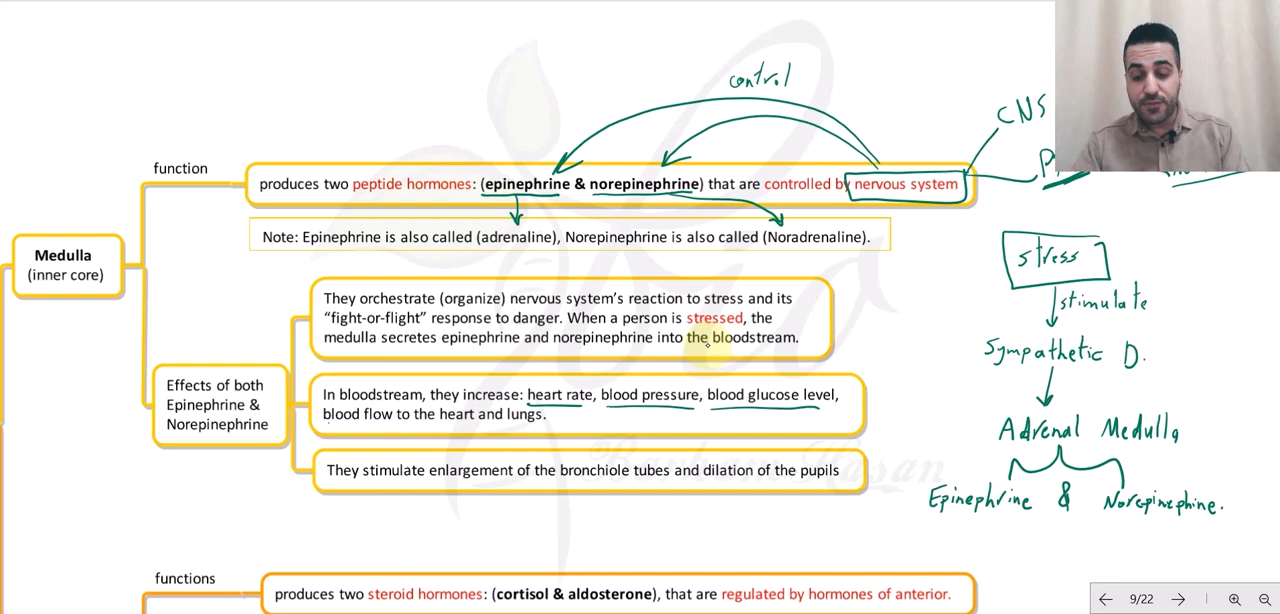 control
CNS
function
produces two peptide hormones: (epinephrine & norepinephrine) that are controlled by nervous system
Note: Epinephrine is also called (adrenaline), Norepinephrine is also called (Noradrenaline).
Medulla
(inner core)
They orchestrate (organize) nervous system's reaction to stress and its
"fight-or-flight" response to danger. When a person is stressed, the
medulla secretes epinephrine and norepinephrine into the bloodstream.
Effects of both
Epinephrine &
Norepinephrine
In bloodstream, they increase: heart rate, blood pressure, blood glucose level,
blood flow to the heart and lungs.
They stimulate enlargement of the bronchiole tubes and dilation of the pupils
stress
stimulate
Sympathetic D.
Adrenal Medulla
Epinephrine & Norepinephine.
functions
produces two steroid hormones: (cortisol & aldosterone), that are regulated by hormones of anterior.
9/22